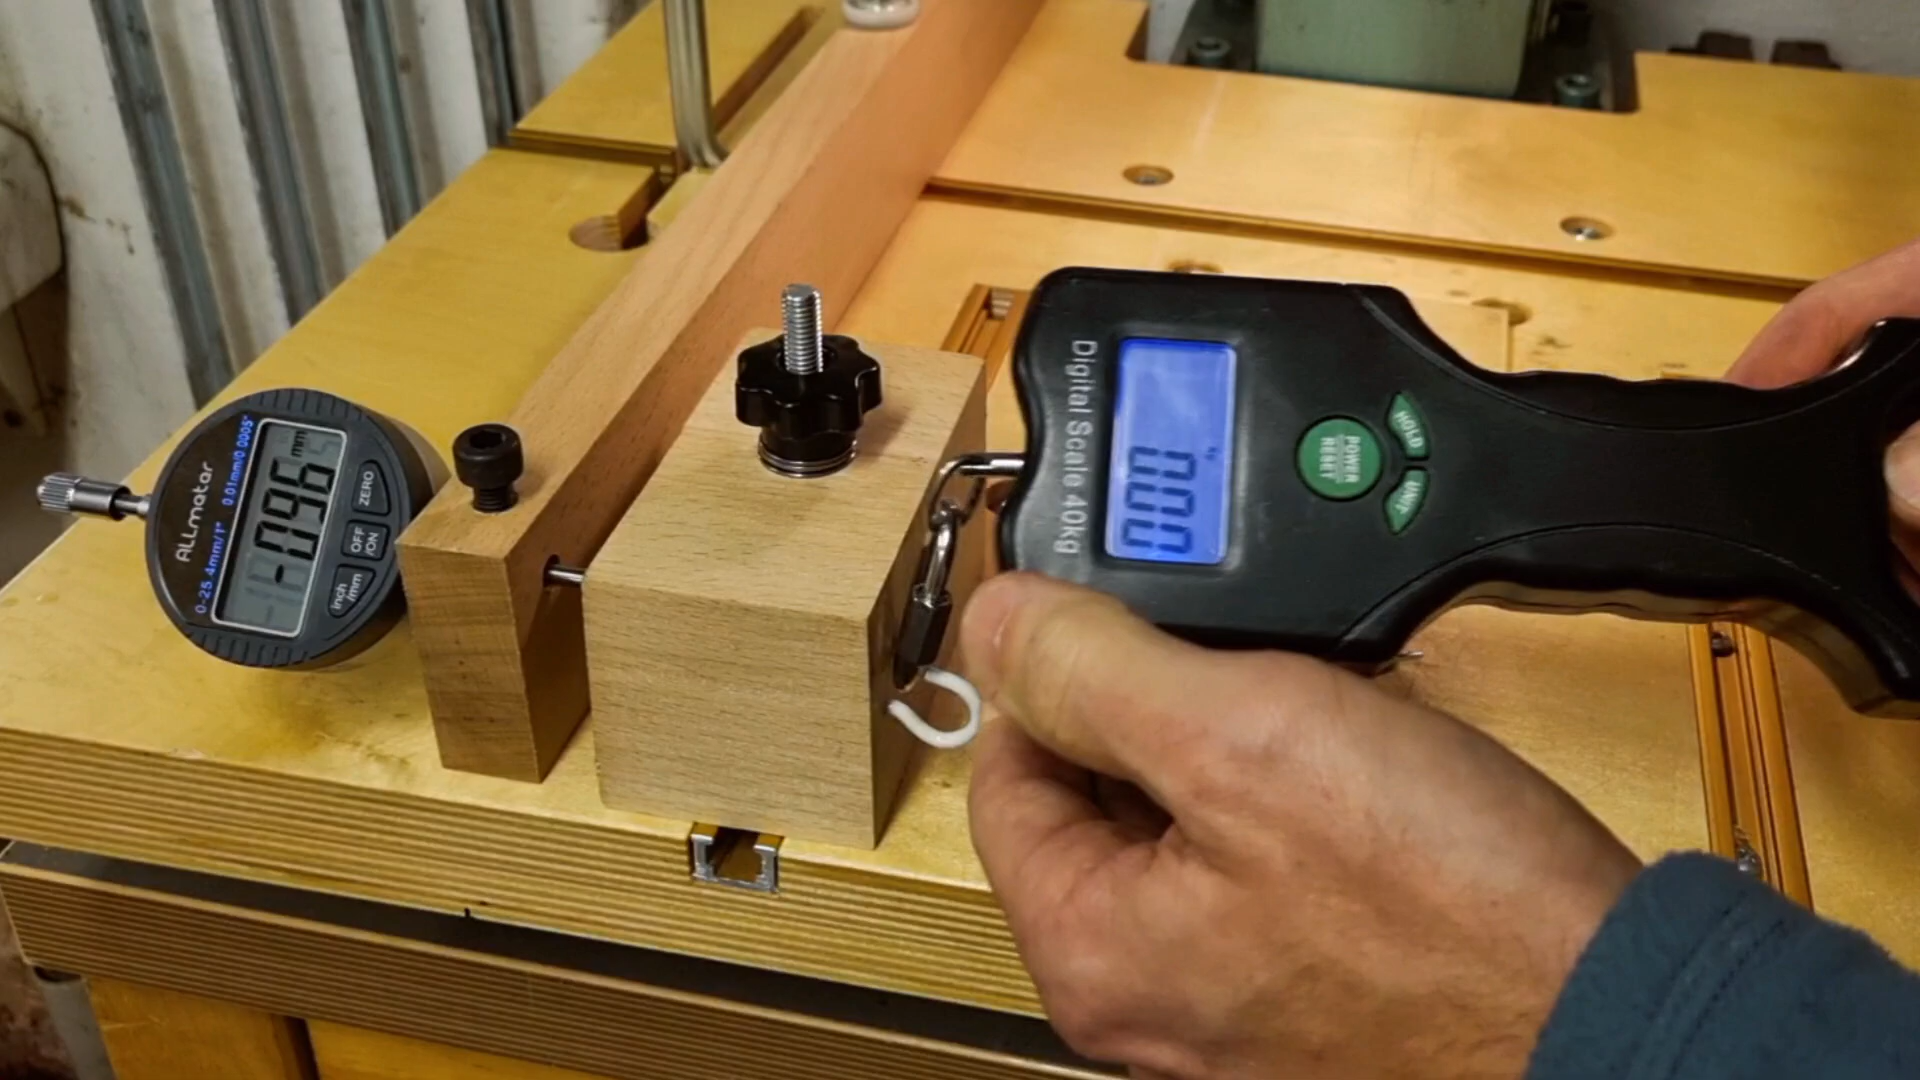 ALLmotor
0-25.4mm/1" 0.01mm/0.0005"
-0.96 mm
ZERO
OFF
/ON
inch
/mm
Digital Scale 40kg
0.00
POWER
RESET
HOLD
UNIT